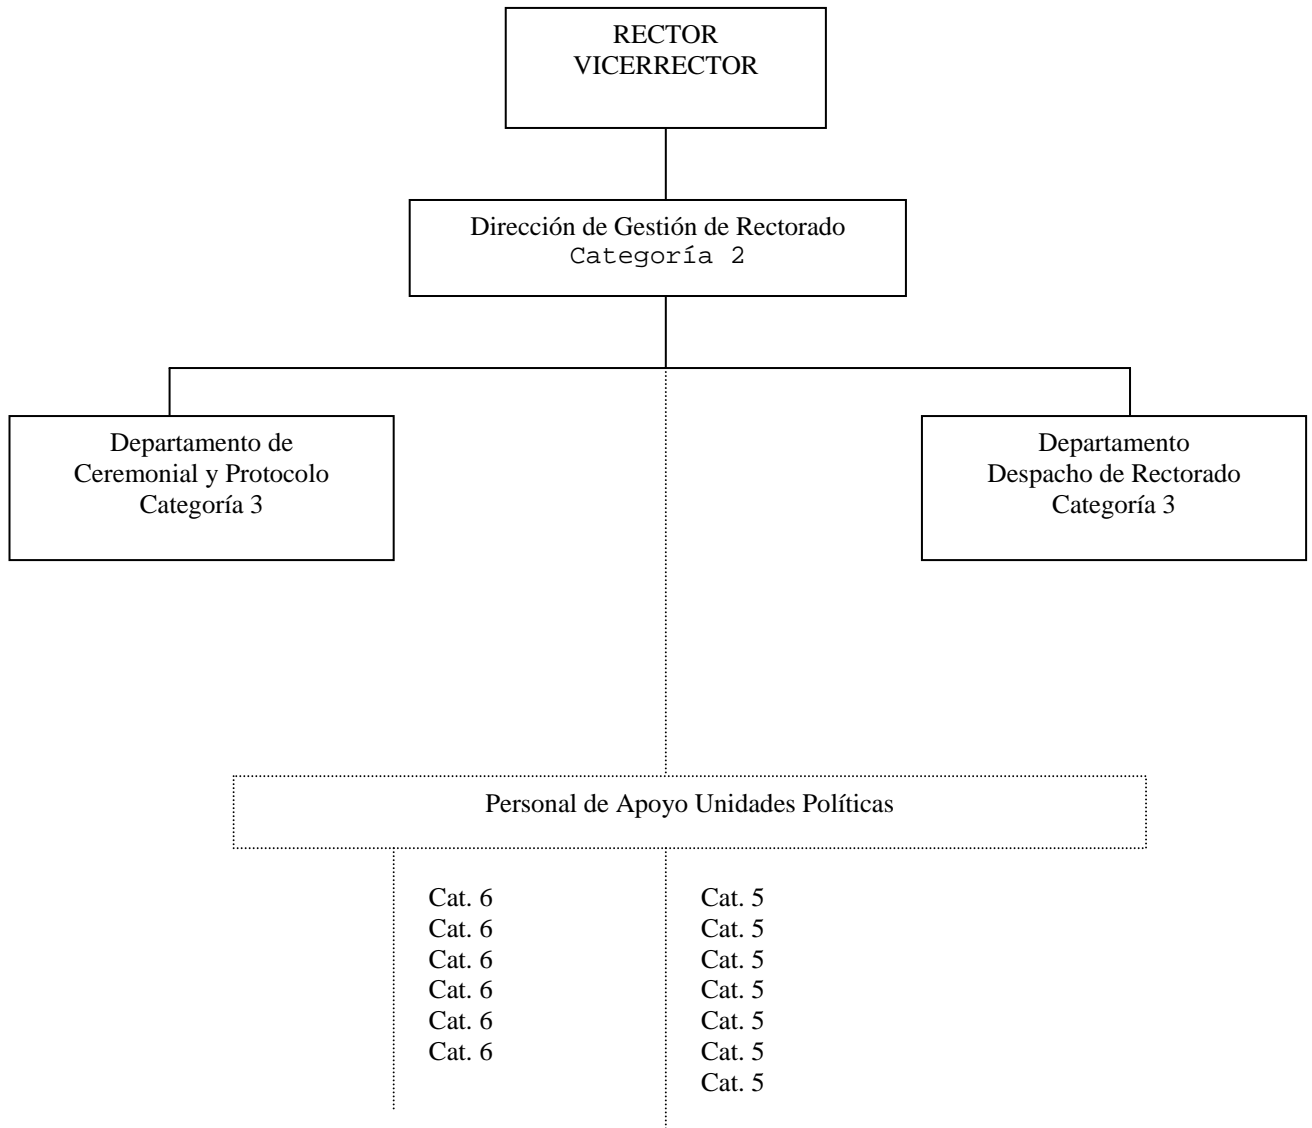 RECTOR
VICERRECTOR
Dirección de Gestión de Rectorado
Categoría 2
Departamento de
Ceremonial y Protocolo
Categoría 3
Departamento
Despacho de Rectorado
Categoría 3
Personal de Apoyo Unidades Políticas
Cat. 6
Cat. 6
Cat. 6
Cat. 6
Cat. 6
Cat. 6
Cat. 5
Cat. 5
Cat. 5
Cat. 5
Cat. 5
Cat. 5
Cat. 5